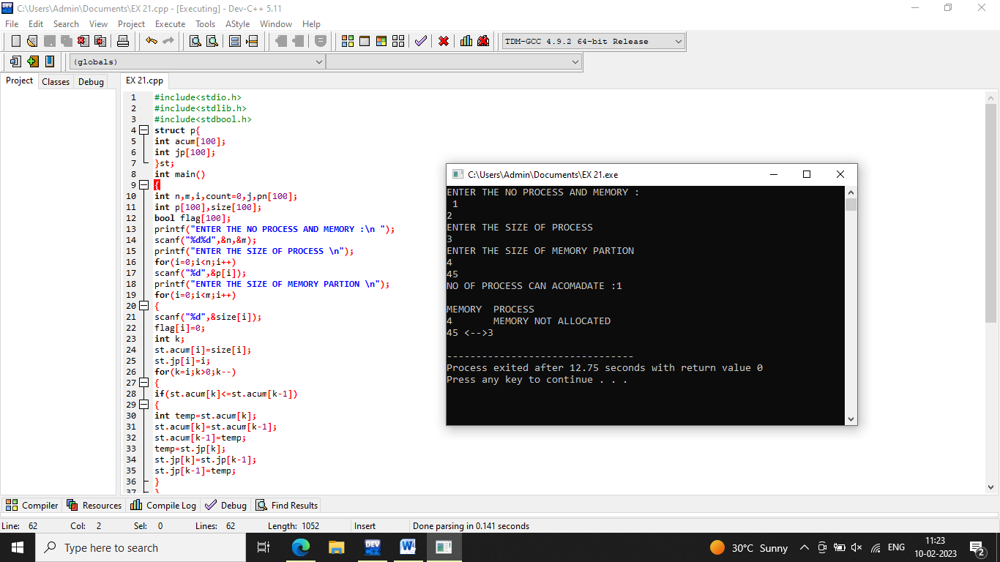 C:\Users\Admin\Documents\EX 21.cpp - [Executing] - Dev-C++ 5.11
File Edit Search View Project Execute Tools AStyle Window Help
TDM-GCC 4.9.2 64-bit Release
(globals)
Project Classes Debug
EX 21.cpp
1 #include<stdio.h>
2 #include<stdlib.h>
3 #include<stdbool.h>
4 struct p{
5 int acum[100];
6 int jp[100];
7 }st;
8 int main()
9 {
10 int n,m,i,count=0,j,pn[100];
11 int p[100],size[100];
12 bool flag[100];
13 printf("ENTER THE NO PROCESS AND MEMORY :\n ");
14 scanf("%d%d",&n,&m);
15 printf("ENTER THE SIZE OF PROCESS \n");
16 for(i=0;i<n;i++)
17 scanf("%d",&p[i]);
18 printf("ENTER THE SIZE OF MEMORY PARTION \n");
19 for(i=0;i<m;i++)
20 {
21 scanf("%d",&size[i]);
22 flag[i]=0;
23 int k;
24 st.acum[i]=size[i];
25 st.jp[i]=i;
26 for(k=i;k>0;k--)
27 {
28 if(st.acum[k]<=st.acum[k-1])
29 {
30 int temp=st.acum[k];
31 st.acum[k]=st.acum[k-1];
32 st.acum[k-1]=temp;
33 temp=st.jp[k];
34 st.jp[k]=st.jp[k-1];
35 st.jp[k-1]=temp;
36 }
37 }
C:\Users\Admin\Documents\EX 21.exe
ENTER THE NO PROCESS AND MEMORY :
1
2
ENTER THE SIZE OF PROCESS
3
ENTER THE SIZE OF MEMORY PARTION
4
45
NO OF PROCESS CAN ACOMADATE :1
MEMORY PROCESS
4 MEMORY NOT ALLOCATED
45 <-->3
--------------------------------
Process exited after 12.75 seconds with return value 0
Press any key to continue . . .
Compiler Resources Compile Log Debug Find Results
Line: 62 Col: 2 Sel: 0 Lines: 62 Length: 1052 Insert Done parsing in 0.141 seconds
Type here to search
DEV
W
30°C Sunny
ENG
11:23
10-02-2023
2